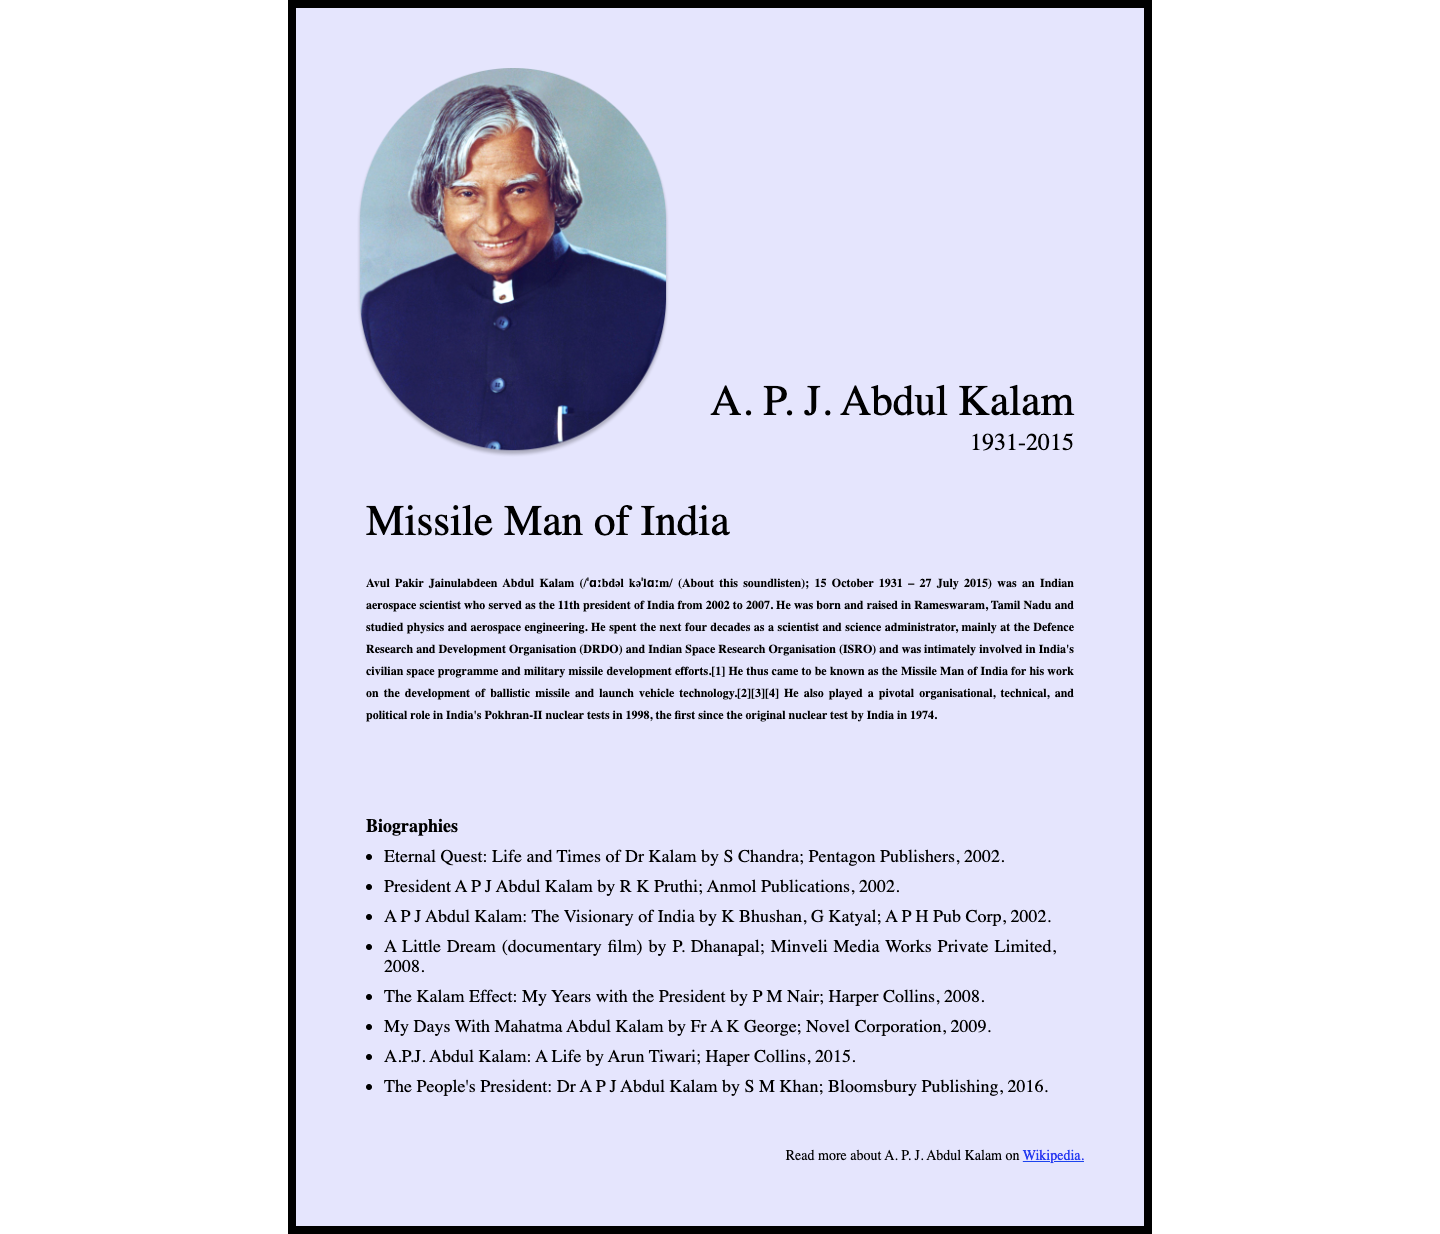 A. P. J. Abdul Kalam
1931-2015
Missile Man of India
Avul Pakir Jainulabdeen Abdul Kalam (/ˈɑːbdəl kəˈlɑːm/ (About this soundlisten); 15 October 1931 – 27 July 2015) was an Indian
aerospace scientist who served as the 11th president of India from 2002 to 2007. He was born and raised in Rameswaram, Tamil Nadu and
studied physics and aerospace engineering. He spent the next four decades as a scientist and science administrator, mainly at the Defence
Research and Development Organisation (DRDO) and Indian Space Research Organisation (ISRO) and was intimately involved in India's
civilian space programme and military missile development efforts.[1] He thus came to be known as the Missile Man of India for his work
on the development of ballistic missile and launch vehicle technology.[2][3][4] He also played a pivotal organisational, technical, and
political role in India's Pokhran-II nuclear tests in 1998, the first since the original nuclear test by India in 1974.
Biographies
• Eternal Quest: Life and Times of Dr Kalam by S Chandra; Pentagon Publishers, 2002.
• President A P J Abdul Kalam by R K Pruthi; Anmol Publications, 2002.
• A P J Abdul Kalam: The Visionary of India by K Bhushan, G Katyal; A P H Pub Corp, 2002.
• A Little Dream (documentary film) by P. Dhanapal; Minveli Media Works Private Limited,
2008.
• The Kalam Effect: My Years with the President by P M Nair; Harper Collins, 2008.
• My Days With Mahatma Abdul Kalam by Fr A K George; Novel Corporation, 2009.
• A.P.J. Abdul Kalam: A Life by Arun Tiwari; Haper Collins, 2015.
• The People's President: Dr A P J Abdul Kalam by S M Khan; Bloomsbury Publishing, 2016.
Read more about A. P. J. Abdul Kalam on Wikipedia.